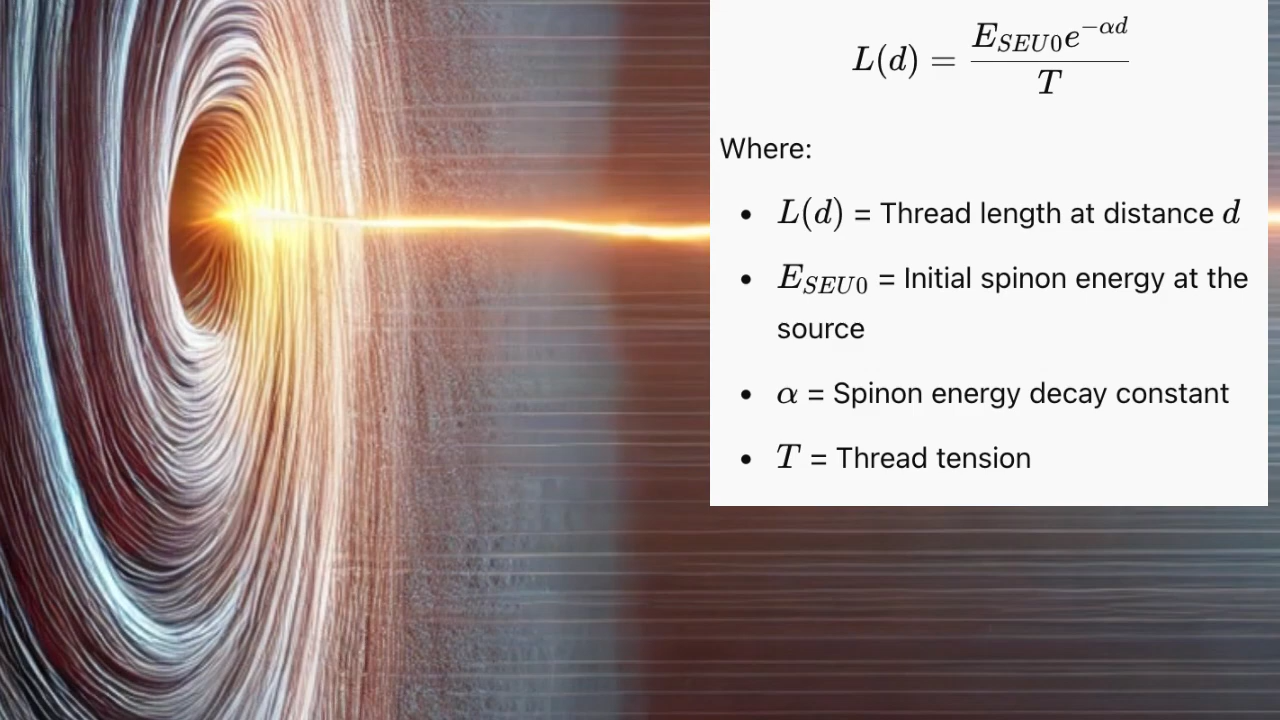 L(d) = \frac{E_{SEU0}e^{-αd}}{T}
Where:
• L(d) = Thread length at distance d
• E_{SEU0} = Initial spinon energy at the
source
• α = Spinon energy decay constant
• T = Thread tension